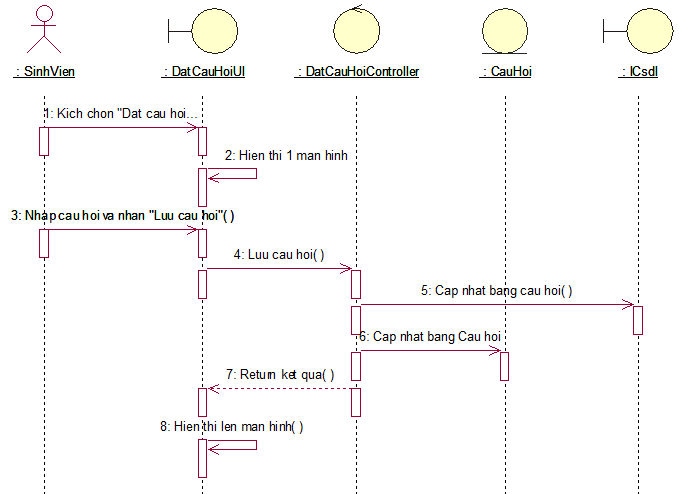 : SinhVien
: DatCauHoiUI
: DatCauHoiController
: CauHoi
: ICsdl
1: Kich chon "Dat cau hoi...
2: Hien thi 1 man hinh
3: Nhap cau hoi va nhan "Luu cau hoi"( )
4: Luu cau hoi( )
5: Cap nhat bang cau hoi( )
6: Cap nhat bang Cau hoi
7: Return ket qua( )
8: Hien thi len man hinh( )